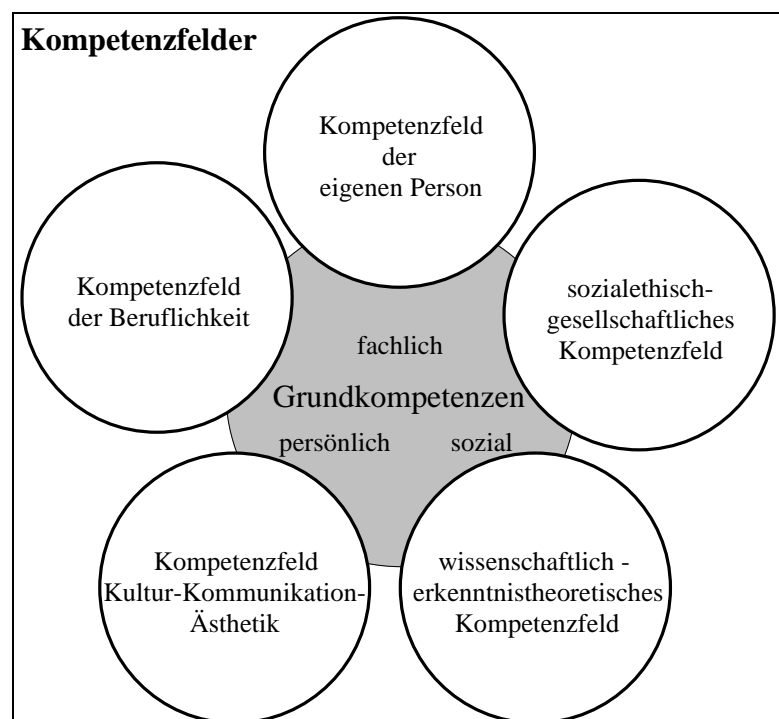 Kompetenzfelder
Kompetenzfeld
der
eigenen Person
Kompetenzfeld
der Beruflichkeit
sozialethisch-
gesellschaftliches
Kompetenzfeld
fachlich
Grundkompetenzen
persönlich sozial
Kompetenzfeld
Kultur-Kommunikation-
Ästhetik
wissenschaftlich -
erkenntnistheoretisches
Kompetenzfeld